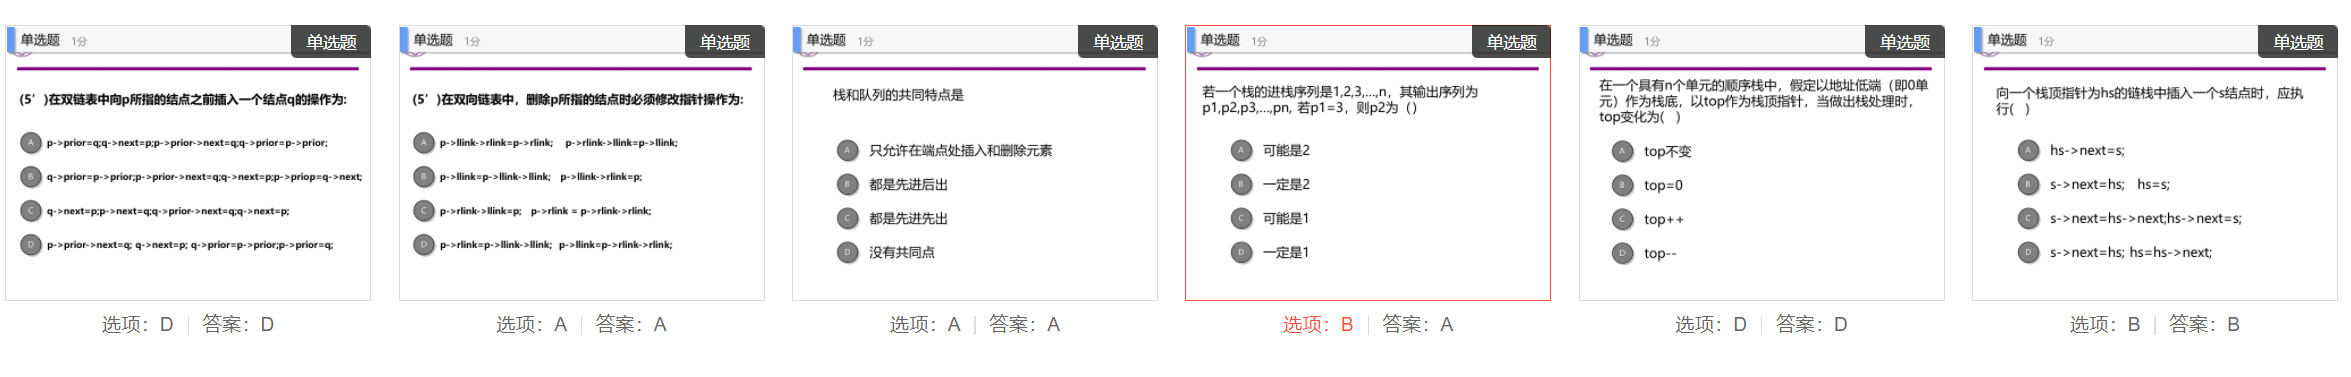 单选题 1分 单选题
(5′ )在双链表中向p所指的结点之前插入一个结点q的操作为:
A p->prior=q;q->next=p;p->prior->next=q;q->prior=p->prior;
B q->prior=p->prior;p->prior->next=q;q->next=p;p->priop=q->next;
C q->next=p;p->next=q;q->prior->next=q;q->next=p;
D p->prior->next=q; q->next=p; q->prior=p->prior;p->prior=q;
选项：D 答案：D
单选题 1分 单选题
(5′ )在双向链表中，删除p所指的结点时必须修改指针操作为:
A p->llink->rlink=p->rlink; p->rlink->llink=p->llink;
B p->llink=p->llink->llink; p->llink->rlink=p;
C p->rlink->llink=p; p->rlink = p->rlink->rlink;
D p->rlink=p->llink->llink; p->llink=p->rlink->rlink;
选项：A 答案：A
单选题 1分 单选题
栈和队列的共同特点是
A 只允许在端点处插入和删除元素
B 都是先进后出
C 都是先进先出
D 没有共同点
选项：A 答案：A
单选题 1分 单选题
若一个栈的进栈序列是1,2,3,...,n，其输出序列为
p1,p2,p3,...,pn, 若p1=3，则p2为（）
A 可能是2
B 一定是2
C 可能是1
D 一定是1
选项：B 答案：A
单选题 1分 单选题
在一个具有n个单元的顺序栈中，假定以地址低端（即0单
元）作为栈底，以top作为栈顶指针，当做出栈处理时，
top变化为( )
A top不变
B top=0
C top++
D top--
选项：D 答案：D
单选题 1分 单选题
向一个栈顶指针为hs的链栈中插入一个s结点时，应执
行( )
A hs->next=s;
B s->next=hs; hs=s;
C s->next=hs->next;hs->next=s;
D s->next=hs; hs=hs->next;
选项：B 答案：B